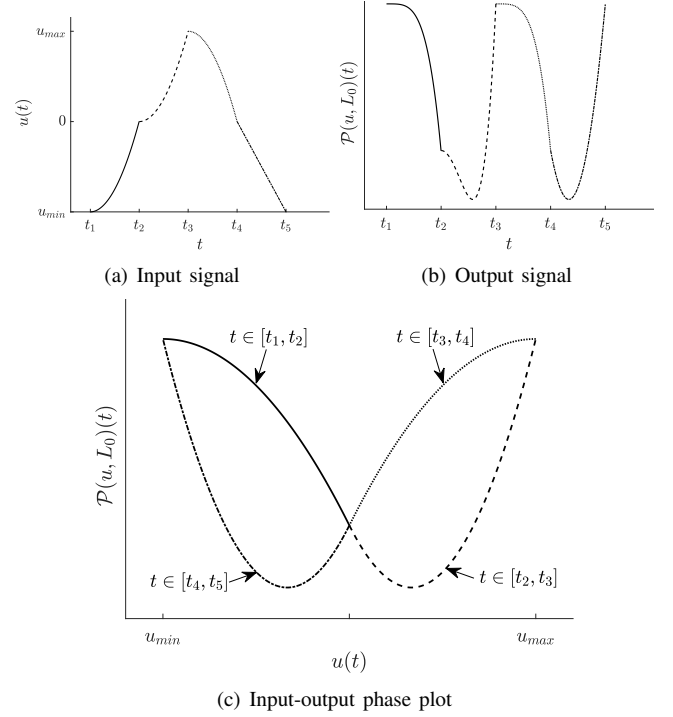 u_max
u(t)
0
u_min
t_1 t_2 t_3 t_4 t_5
t
(a) Input signal
P(u, L_0)(t)
t_1 t_2 t_3 t_4 t_5
t
(b) Output signal
t ∈ [t_1, t_2]
t ∈ [t_3, t_4]
P(u, L_0)(t)
t ∈ [t_4, t_5]
t ∈ [t_2, t_3]
u_min
u_max
u(t)
(c) Input-output phase plot